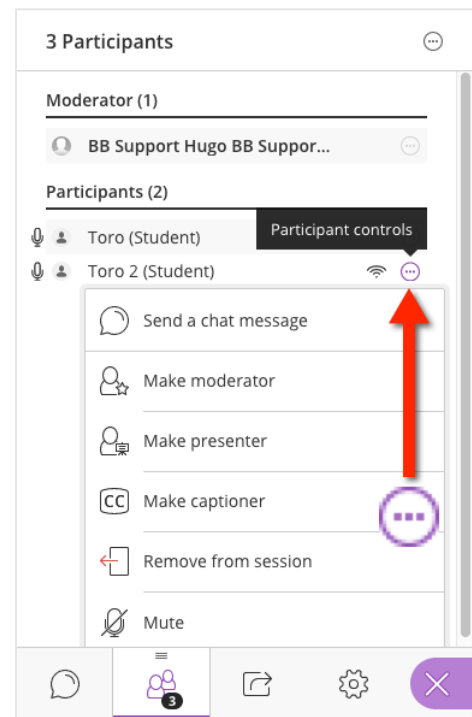 3 Participants
Moderator (1)
BB Support Hugo BB Suppor...
Participants (2)
Participant controls
Toro (Student)
Toro 2 (Student)
Send a chat message
Make moderator
Make presenter
CC Make captioner
Remove from session
Mute
3